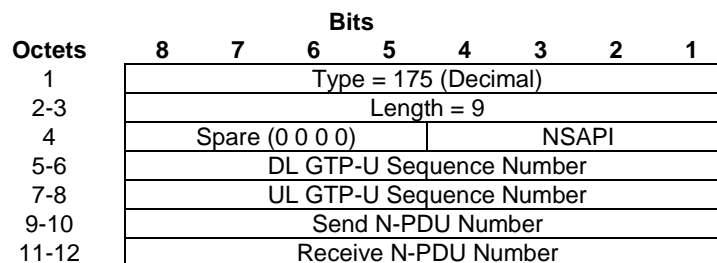 Bits
Octets 8 7 6 5 4 3 2 1
1 Type = 175 (Decimal)
2-3 Length = 9
4 Spare (0 0 0 0) NSAPI
5-6 DL GTP-U Sequence Number
7-8 UL GTP-U Sequence Number
9-10 Send N-PDU Number
11-12 Receive N-PDU Number